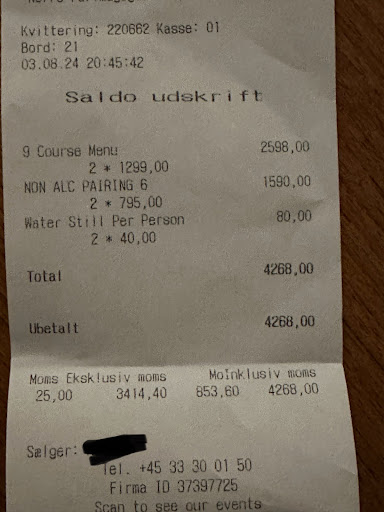 Kvittering: 220662 Kasse: 01
Bord: 21
03.08.24 20:45:42
Saldo udskrift
9 Course Menu 2598,00
2 * 1299,00
NON ALC PAIRING 6 1590,00
2 * 795,00
Water Still Per Person 80,00
2 * 40,00
Total 4268,00
Ubetalt 4268,00
Moms Eksklusiv moms MoInklusiv moms
25,00 3414,40 853,60 4268,00
Sælger:
Tel. +45 33 30 01 50
Firma ID 37397725
Scan to see our events